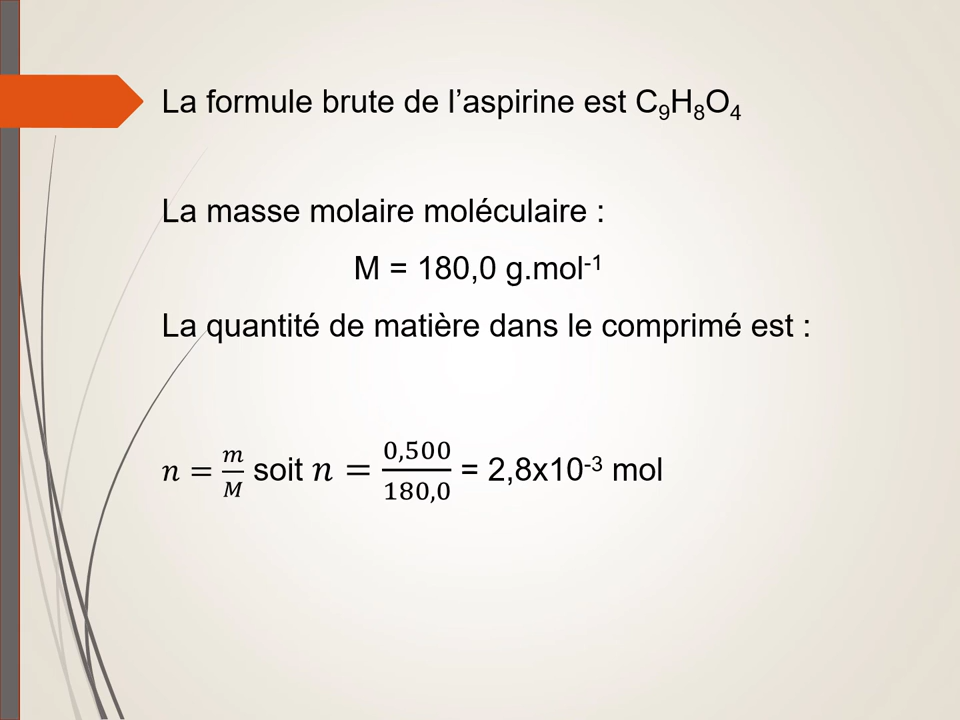 La formule brute de l’aspirine est C₉H₈O₄
La masse molaire moléculaire :
M = 180,0 g.mol⁻¹
La quantité de matière dans le comprimé est :
n = m/M soit n = 0,500/180,0 = 2,8x10⁻³ mol